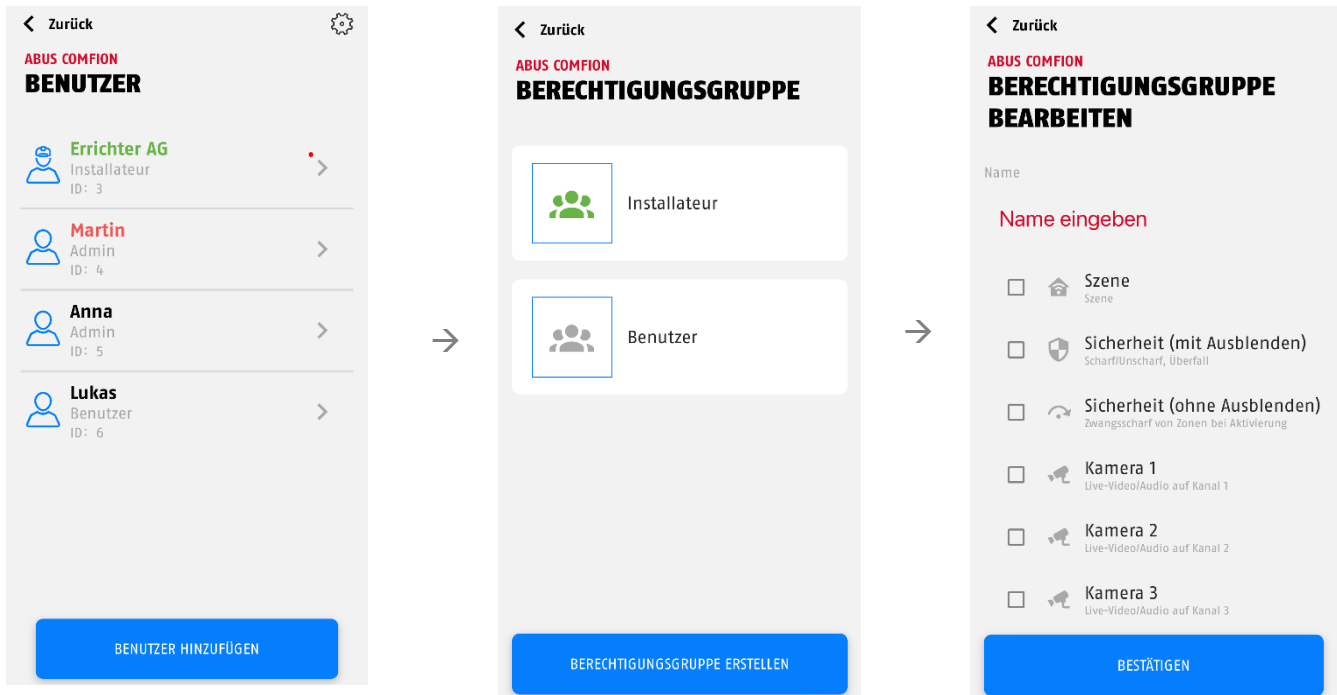 Zurück
ABUS COMFION
BENUTZER
Errichter AG
Installateur
ID: 3
Martin
Admin
ID: 4
Anna
Admin
ID: 5
Lukas
Benutzer
ID: 6
BENUTZER HINZUFÜGEN
Zurück
ABUS COMFION
BERECHTIGUNGSGRUPPE
Installateur
Benutzer
BERECHTIGUNGSGRUPPE ERSTELLEN
Zurück
ABUS COMFION
BERECHTIGUNGSGRUPPE
BEARBEITEN
Name
Name eingeben
Szene
Szene
Sicherheit (mit Ausblenden)
Scharf/Unscharf, Überfall
Sicherheit (ohne Ausblenden)
Zwangsscharf von Zonen bei Aktivierung
Kamera 1
Live-Video/Audio auf Kanal 1
Kamera 2
Live-Video/Audio auf Kanal 2
Kamera 3
Live-Video/Audio auf Kanal 3
BESTÄTIGEN